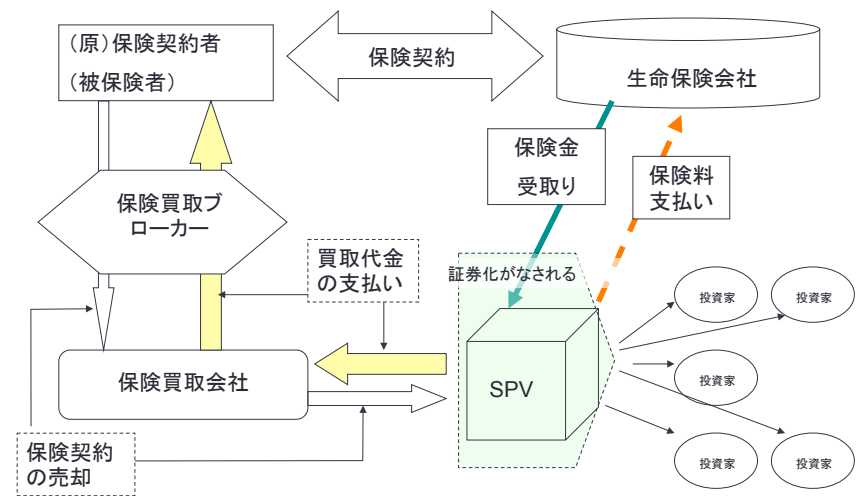 （原）保険契約者
（被保険者）
保険契約
生命保険会社
保険金
受取り
保険料
支払い
保険買取ブ
ローカー
買取代金
の支払い
証券化がなされる
投資家
投資家
投資家
投資家
投資家
保険買取会社
SPV
保険契約
の売却